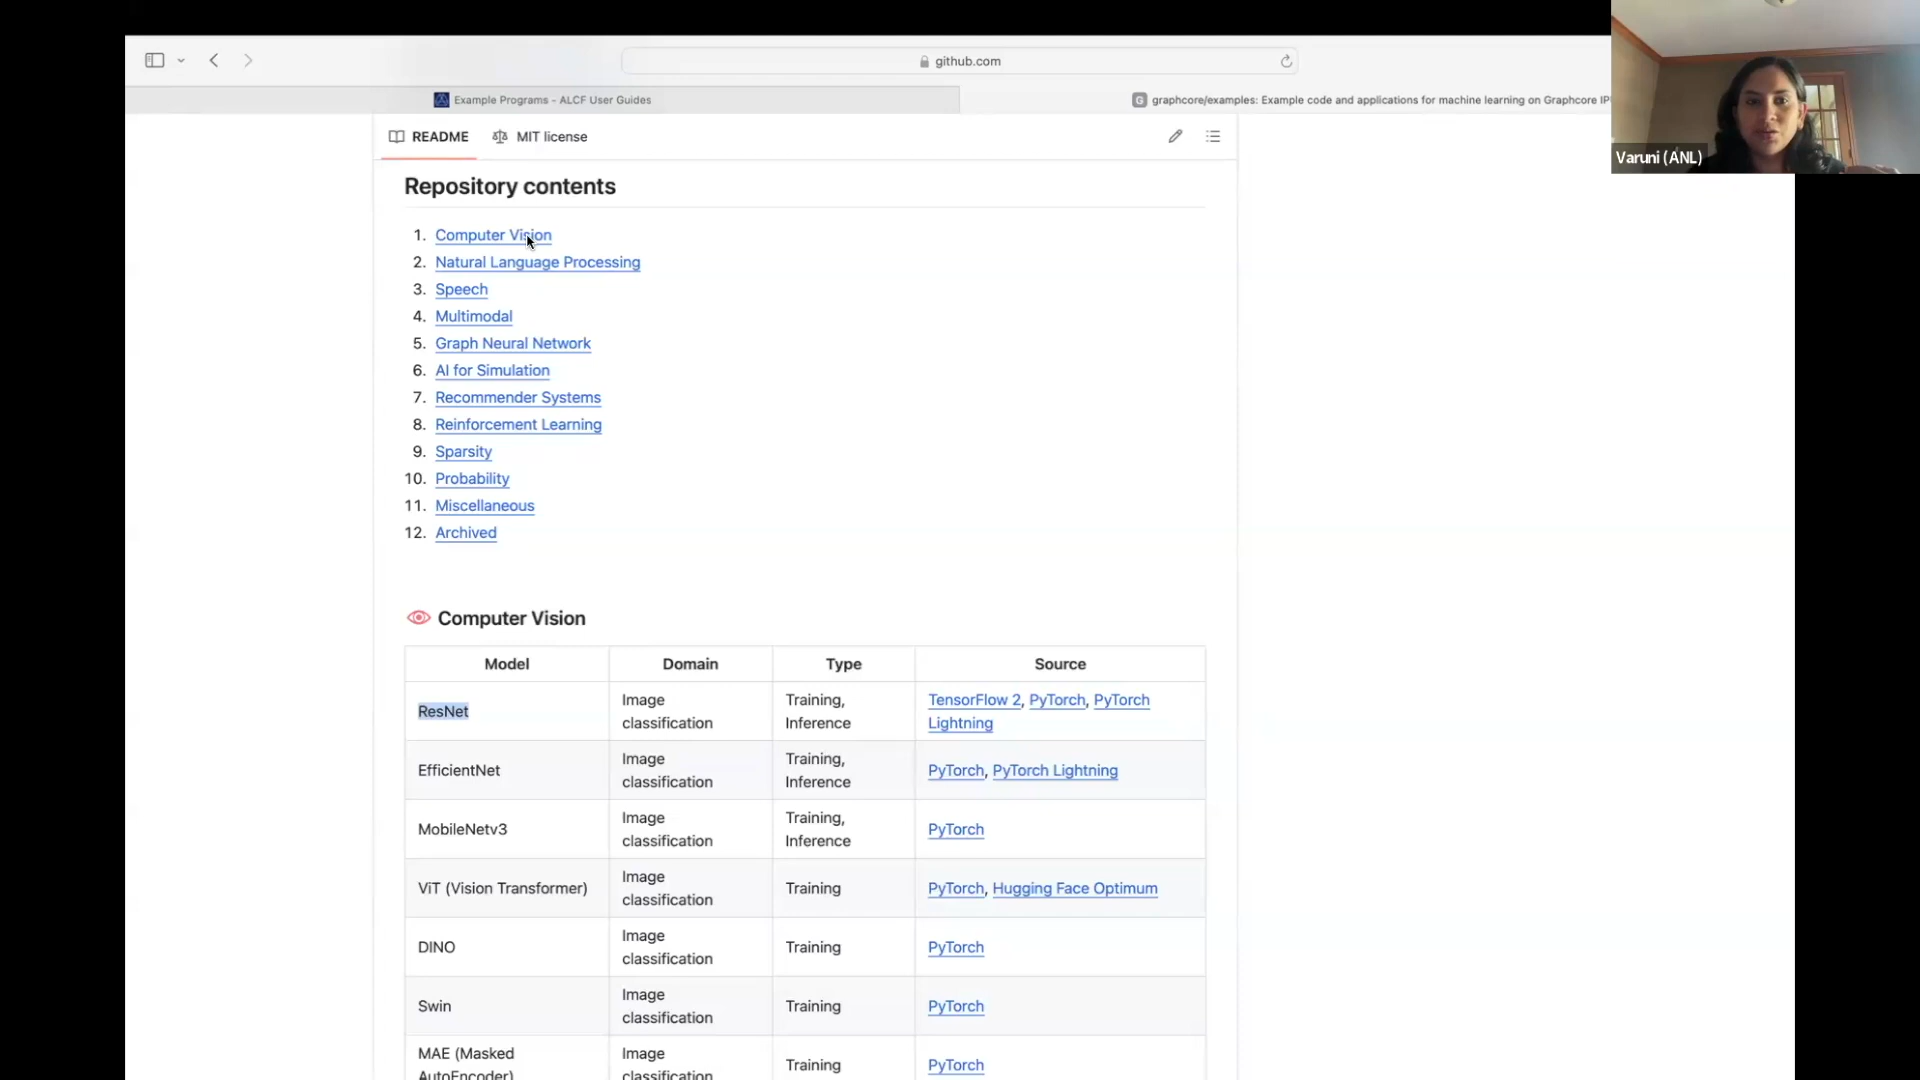 github.com
Example Programs - ALCF User Guides
graphcore/examples: Example code and applications for machine learning on Graphcore IP
Varuni (ANL)
README
MIT license
Repository contents
1. Computer Vision
2. Natural Language Processing
3. Speech
4. Multimodal
5. Graph Neural Network
6. AI for Simulation
7. Recommender Systems
8. Reinforcement Learning
9. Sparsity
10. Probability
11. Miscellaneous
12. Archived
Computer Vision
Model Domain Type Source
ResNet
Image
classification
Training,
Inference
TensorFlow 2, PyTorch, PyTorch
Lightning
EfficientNet
Image
classification
Training,
Inference
PyTorch, PyTorch Lightning
MobileNetv3
Image
classification
Training,
Inference
PyTorch
ViT (Vision Transformer)
Image
classification
Training
PyTorch, Hugging Face Optimum
DINO
Image
classification
Training
PyTorch
Swin
Image
classification
Training
PyTorch
MAE (Masked
AutoEncoder)
Image
classification
Training
PyTorch